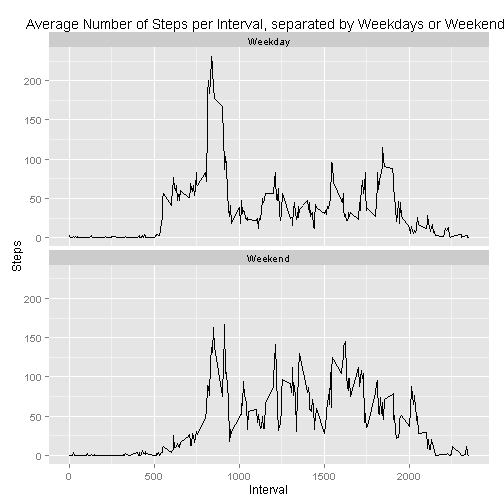 Average Number of Steps per Interval, separated by Weekdays or Weekend
Weekday
200
150
100
50
0
Steps
Weekend
200
150
100
50
0
0 500 1000 1500 2000
Interval